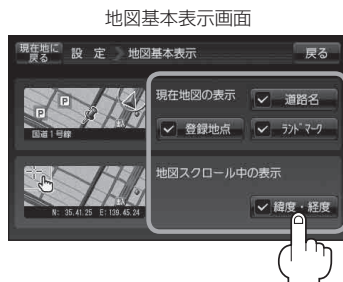 地図基本表示画面
現在地に戻る 設 定 地図基本表示 戻る
現在地図の表示 ✓ 道路名
P
P
国道1号線
✓ 登録地点 ✓ ランドマーク
地図スクロール中の表示
N: 35.41.25 E:139.45.24
✓ 緯度・経度